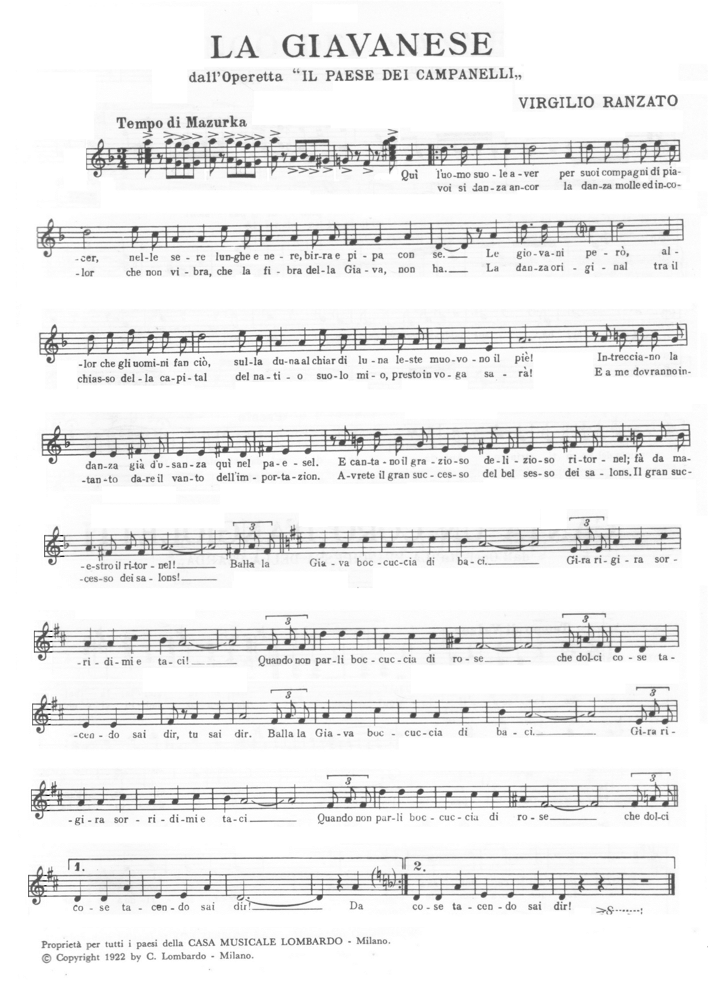 LA GIAVANESE
dall'Operetta "IL PAESE DEI CAMPANELLI„
VIRGILIO RANZATO
Tempo di Mazurka
Quì l'uo-mo suo-le a-ver per suoi compagni di pia-
voi si dan-za an-cor la dan-za molle ed in-co-
-cer, nel-le se-re lun-ghe e ne-re, bir-ra e pi-pa con se. Le gio-va-ni pe-rò, al-
-lor che non vi-bra, che la fi-bra del-la Gia-va, non ha. La dan-za ori-gi-nal tra il
-lor che gli uomi-ni fan ciò, sul-la du-na al chiar di lu-na le-ste muo-vo-no il piè! In-treccia-no la
chias-so del-la ca-pi-tal del na-ti-o suo-lo mi-o, presto in vo-ga sa-rà! E a me dovranno in-
dan-za già d'u-san-za quì nel pa-e-sel. E can-ta-no il gra-zio-so de-li-zio-so ri-tor-nel; fà da ma-
-tan-to da-re il van-to dell'im-por-ta-zion. A-vrete il gran suc-ces-so del bel ses-so dei sa-lons. Il gran suc-
3 3
-e-stro il ri-tor-nel! Balla la Gia-va boc-cuc-cia di ba-ci. Gi-ra ri-gi-ra sor-
-ces-so dei sa-lons!
3 3
-ri-di-mi e ta-ci! Quando non par-li boc-cuc-cia di ro-se che dol-ci co-se ta-
3 3
-cen-do sai dir, tu sai dir. Balla la Gia-va boc-cuc-cia di ba-ci. Gi-ra ri-
3 3
-gi-ra sor-ri-di-mi e ta-ci Quando non par-li boc-cuc-cia di ro-se che dol-ci
1. 2.
co-se ta-cen-do sai dir! Da co-se ta-cen-do sai dir!
8
Proprietà per tutti i paesi della CASA MUSICALE LOMBARDO - Milano.
© Copyright 1922 by C. Lombardo - Milano.